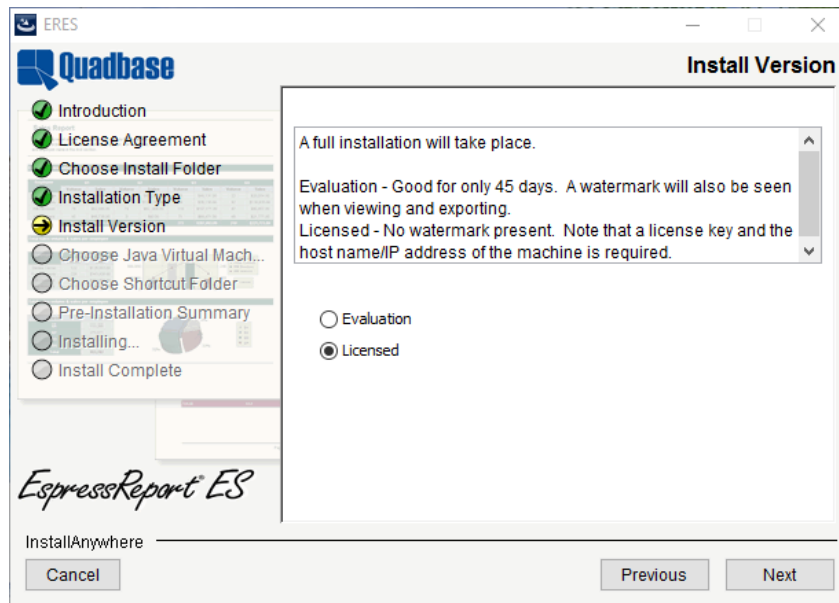 ERES
Quadbase
Install Version
Introduction
License Agreement
Choose Install Folder
Installation Type
Install Version
Choose Java Virtual Mach...
Choose Shortcut Folder
Pre-Installation Summary
Installing...
Install Complete
A full installation will take place.
Evaluation - Good for only 45 days. A watermark will also be seen
when viewing and exporting.
Licensed - No watermark present. Note that a license key and the
host name/IP address of the machine is required.
Evaluation
Licensed
EspressReport® ES
InstallAnywhere
Cancel
Previous
Next